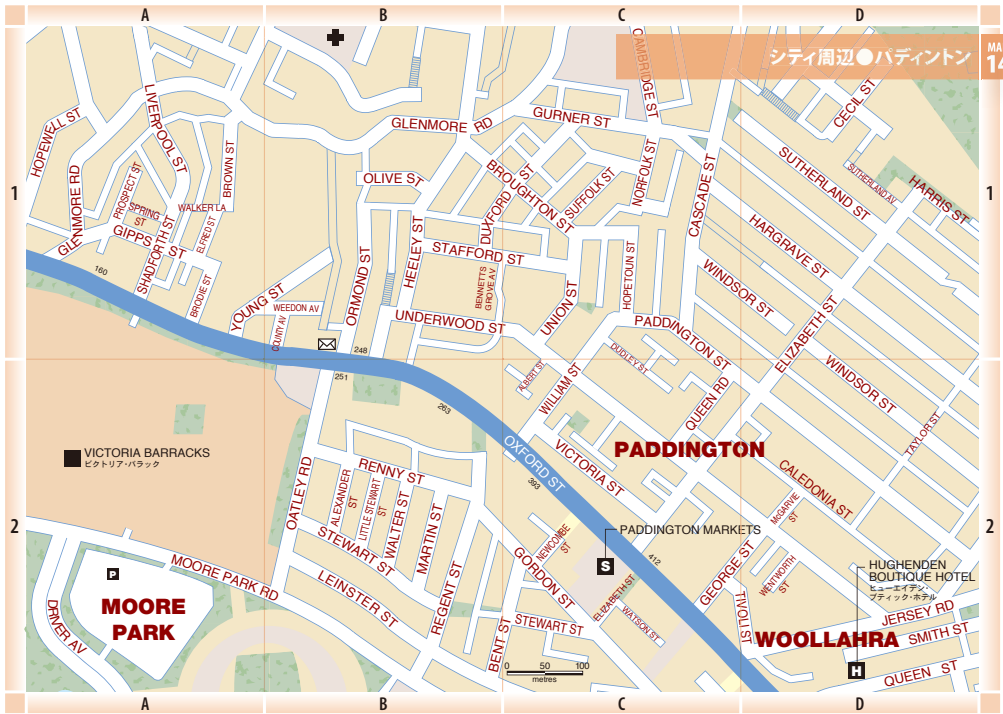 A
B
C
D
シティ周辺●パディントン
MA
14
CAMBRIDGE ST
CECIL ST
HOPEWELL ST
LIVERPOOL ST
GLENMORE RD
GURNER ST
1
GLENMORE RD
PROSPECT ST
SPRING
ST
BROWN ST
WALKER LA
ELFRED ST
OLIVE ST
BROUGHTON ST
DUXFORD ST
SUFFOLK ST
NORFOLK ST
CASCADE ST
SUTHERLAND ST
SUTHERLAND AV
HARRIS ST
1
GLENMORE RD
GIPPS ST
SHADFORTH ST
BRODIE ST
HEELEY ST
STAFFORD ST
HARGRAVE ST
160
YOUNG ST
WEEDON AV
COUNTY AV
ORMOND ST
BENNETTS
GROVE AV
UNDERWOOD ST
UNION ST
HOPETOUN ST
WINDSOR ST
PADDINGTON ST
ELIZABETH ST
248
251
263
ALBERT ST
WILLIAM ST
DUDLEY ST
QUEEN RD
WINDSOR ST
TAYLOR ST
VICTORIA BARRACKS
ビクトリア・バラック
OXFORD ST
VICTORIA ST
PADDINGTON
CALEDONIA ST
393
OATLEY RD
RENNY ST
ALEXANDER
ST
LITTLE STEWART
ST
WALTER ST
MARTIN ST
STEWART ST
McGARVIE
ST
2
NEWCOMBE
ST
PADDINGTON MARKETS
S
412
2
MOORE PARK RD
P
MOORE
PARK
DRIVER AV
LEINSTER ST
REGENT ST
GORDON ST
ELIZABETH ST
WATSON ST
GEORGE ST
WENTWORTH
ST
HUGHENDEN
BOUTIQUE HOTEL
ヒューエイデン・
ブティック・ホテル
BENT ST
STEWART ST
TIVOLI ST
WOOLLAHRA
JERSEY RD
SMITH ST
QUEEN ST
H
0 50 100
metres
A
B
C
D